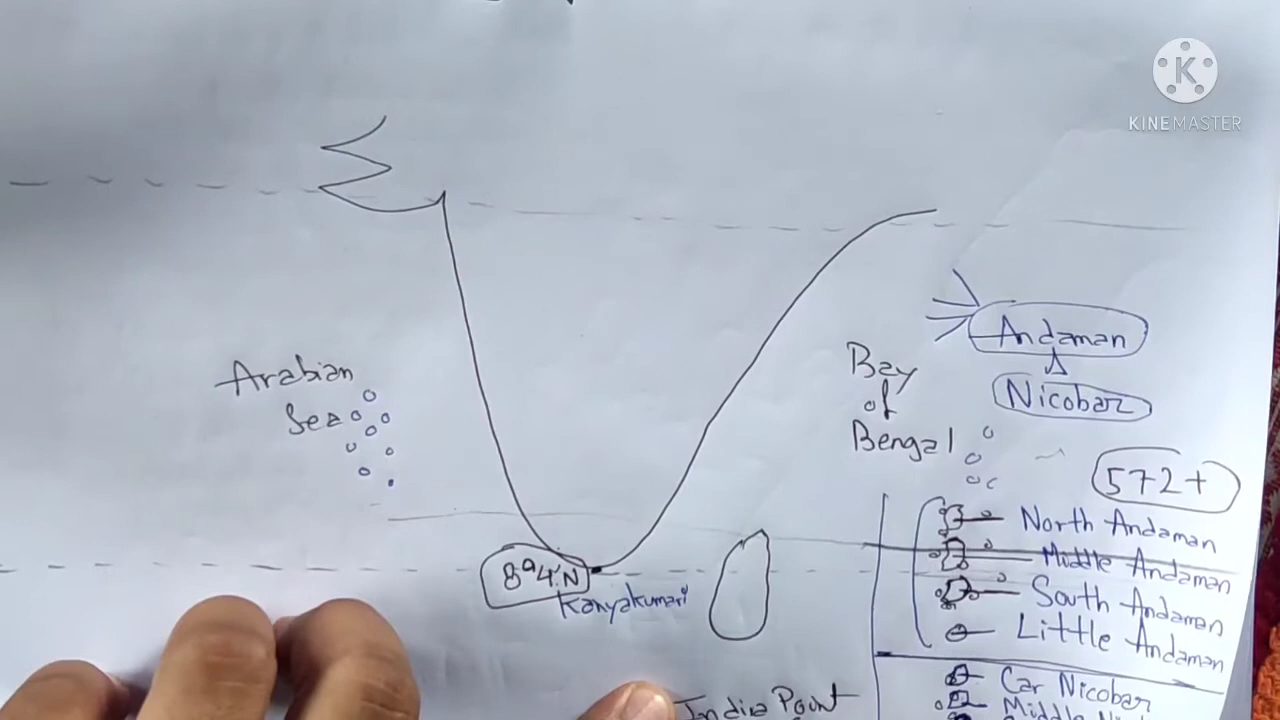 KINEMASTER
Andaman
Nicobar
Arabian
Sea
Bay
of
Bengal
572+
North Andaman
Middle Andaman
South Andaman
Little Andaman
8°4'N
Kanyakumari
Car Nicobar
Middle
Indira Point